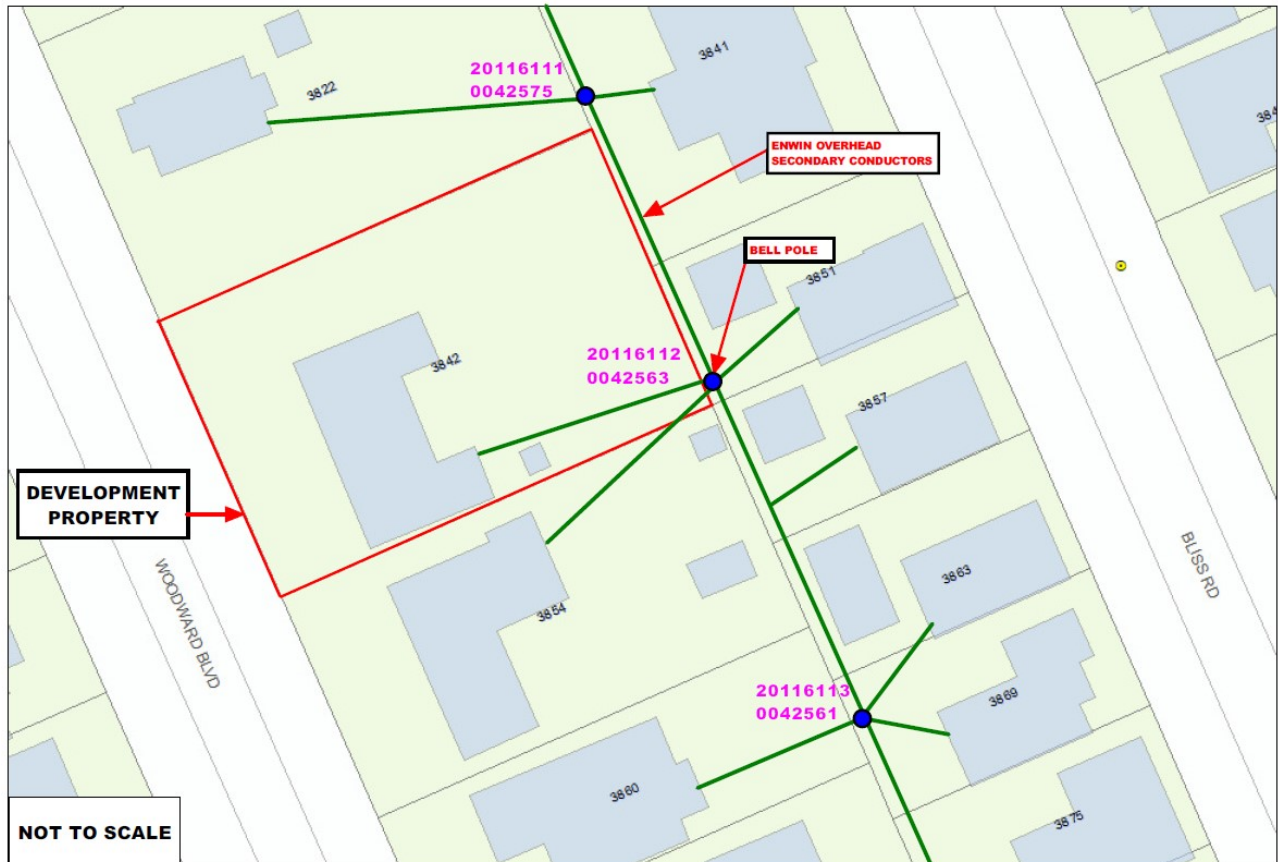 3841
20116111
0042575
3822
384
ENWIN OVERHEAD
SECONDARY CONDUCTORS
BELL POLE
3851
20116112
0042563
3842
3857
DEVELOPMENT
PROPERTY
WOODWARD BLVD
BLISS RD
3863
3854
20116113
0042561
3869
3860
3875
NOT TO SCALE